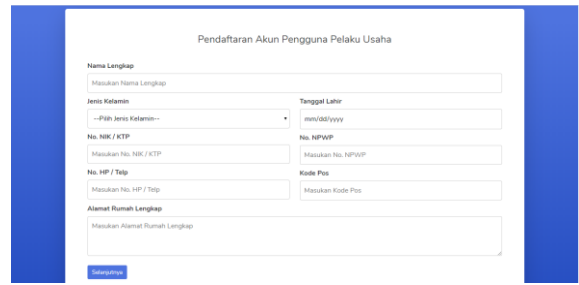 Pendaftaran Akun Pengguna Pelaku Usaha
Nama Lengkap
Masukan Nama Lengkap
Jenis Kelamin
Tanggal Lahir
--Pilih Jenis Kelamin--
mm/dd/yyyy
No. NIK / KTP
No. NPWP
Masukan No. NIK / KTP
Masukan No. NPWP
No. HP / Telp
Kode Pos
Masukan No. HP / Telp
Masukan Kode Pos
Alamat Rumah Lengkap
Masukan Alamat Rumah Lengkap
Selanjutnya